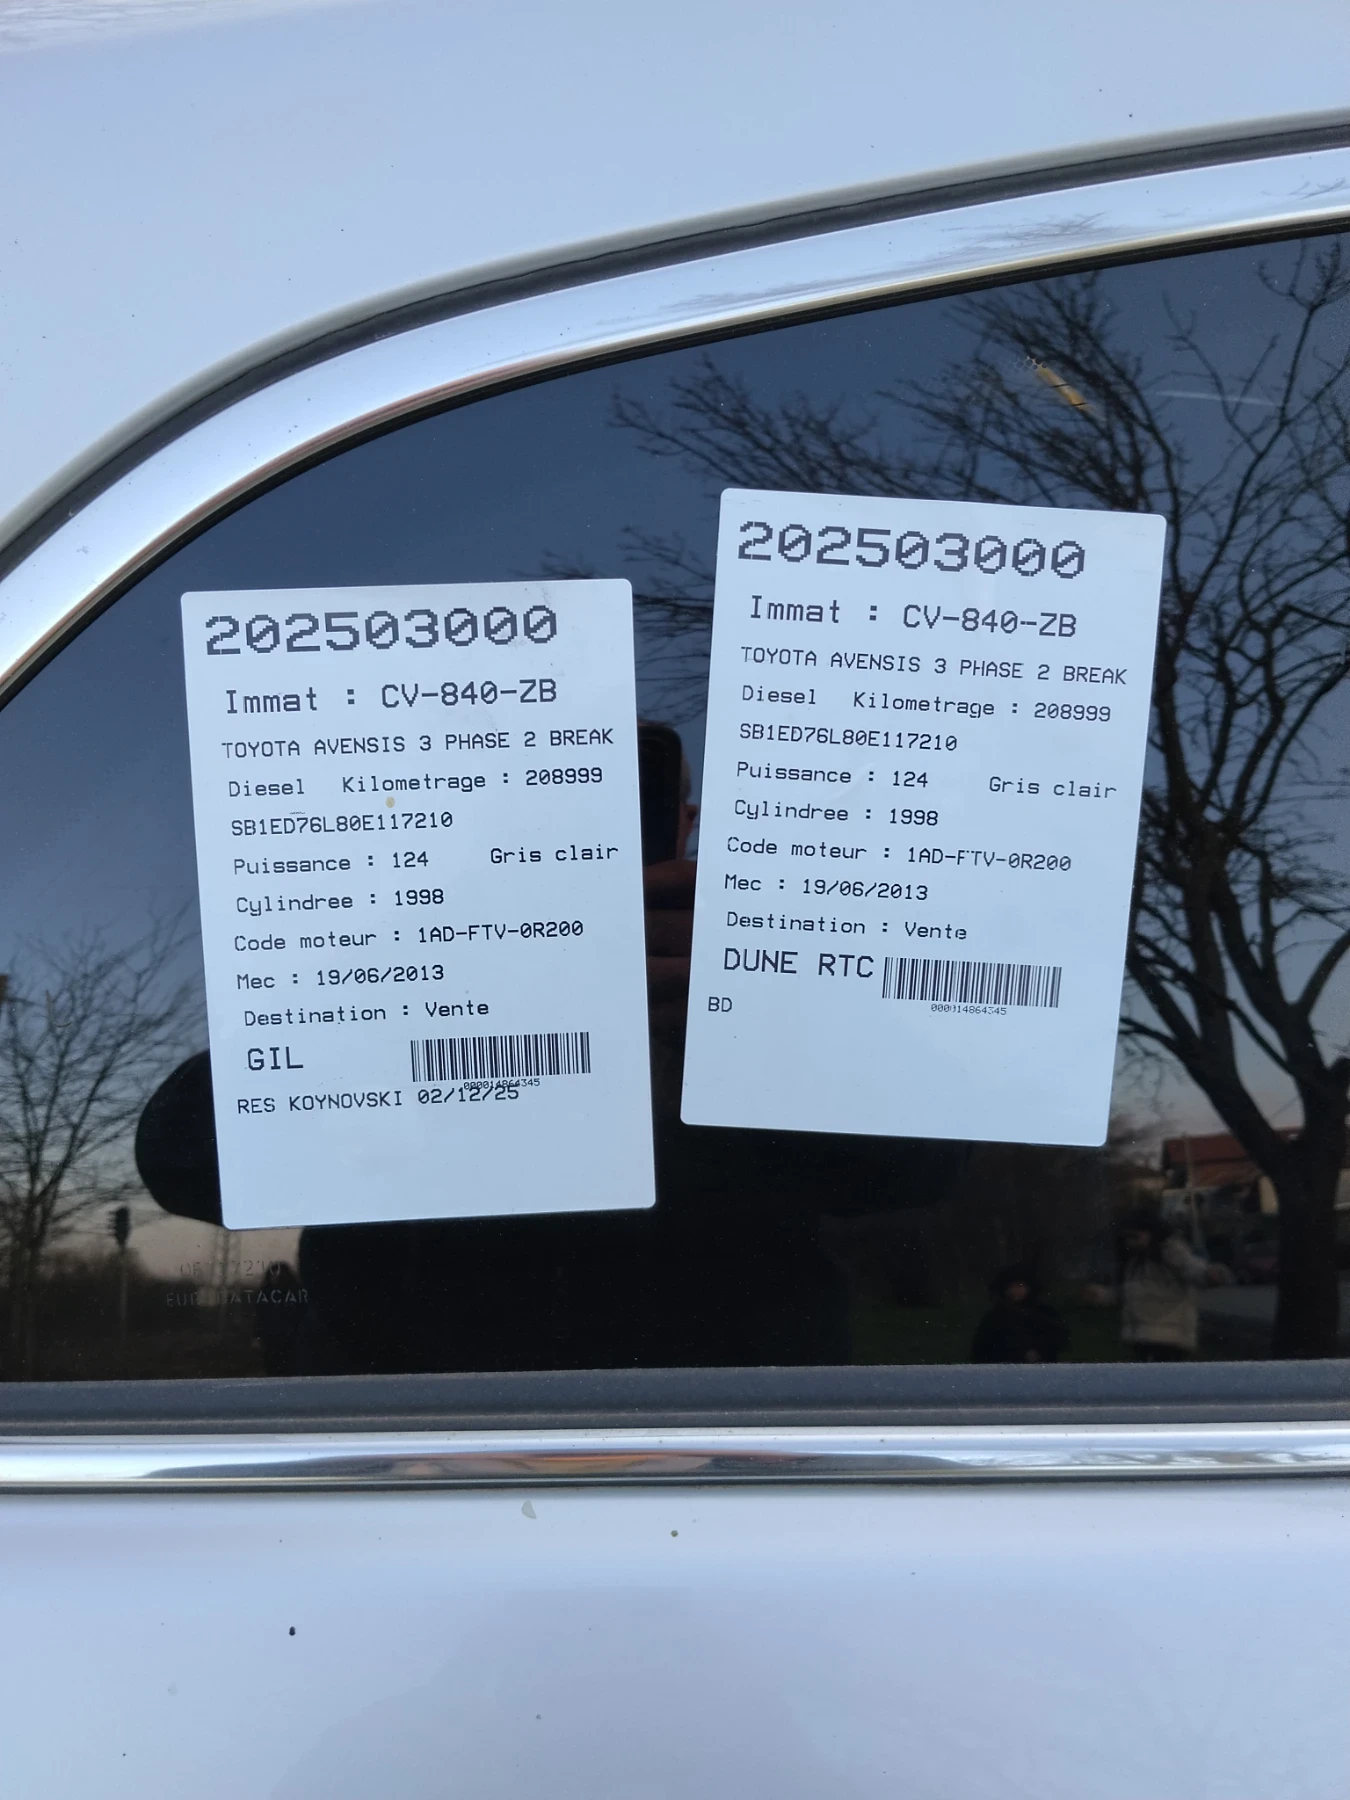 202503000
Immat : CV-840-ZB
TOYOTA AVENSIS 3 PHASE 2 BREAK
Diesel Kilometrage : 208999
SB1ED76L80E117210
Puissance : 124 Gris clair
Cylindree : 1998
Code moteur : 1AD-FTV-0R200
Mec : 19/06/2013
Destination : Vente
GIL
000014864345
RES KOYNOVSKI 02/12/25
202503000
Immat : CV-840-ZB
TOYOTA AVENSIS 3 PHASE 2 BREAK
Diesel Kilometrage : 208999
SB1ED76L80E117210
Puissance : 124 Gris clair
Cylindree : 1998
Code moteur : 1AD-FTV-0R200
Mec : 19/06/2013
Destination : Vente
DUNE RTC
000014864345
BD